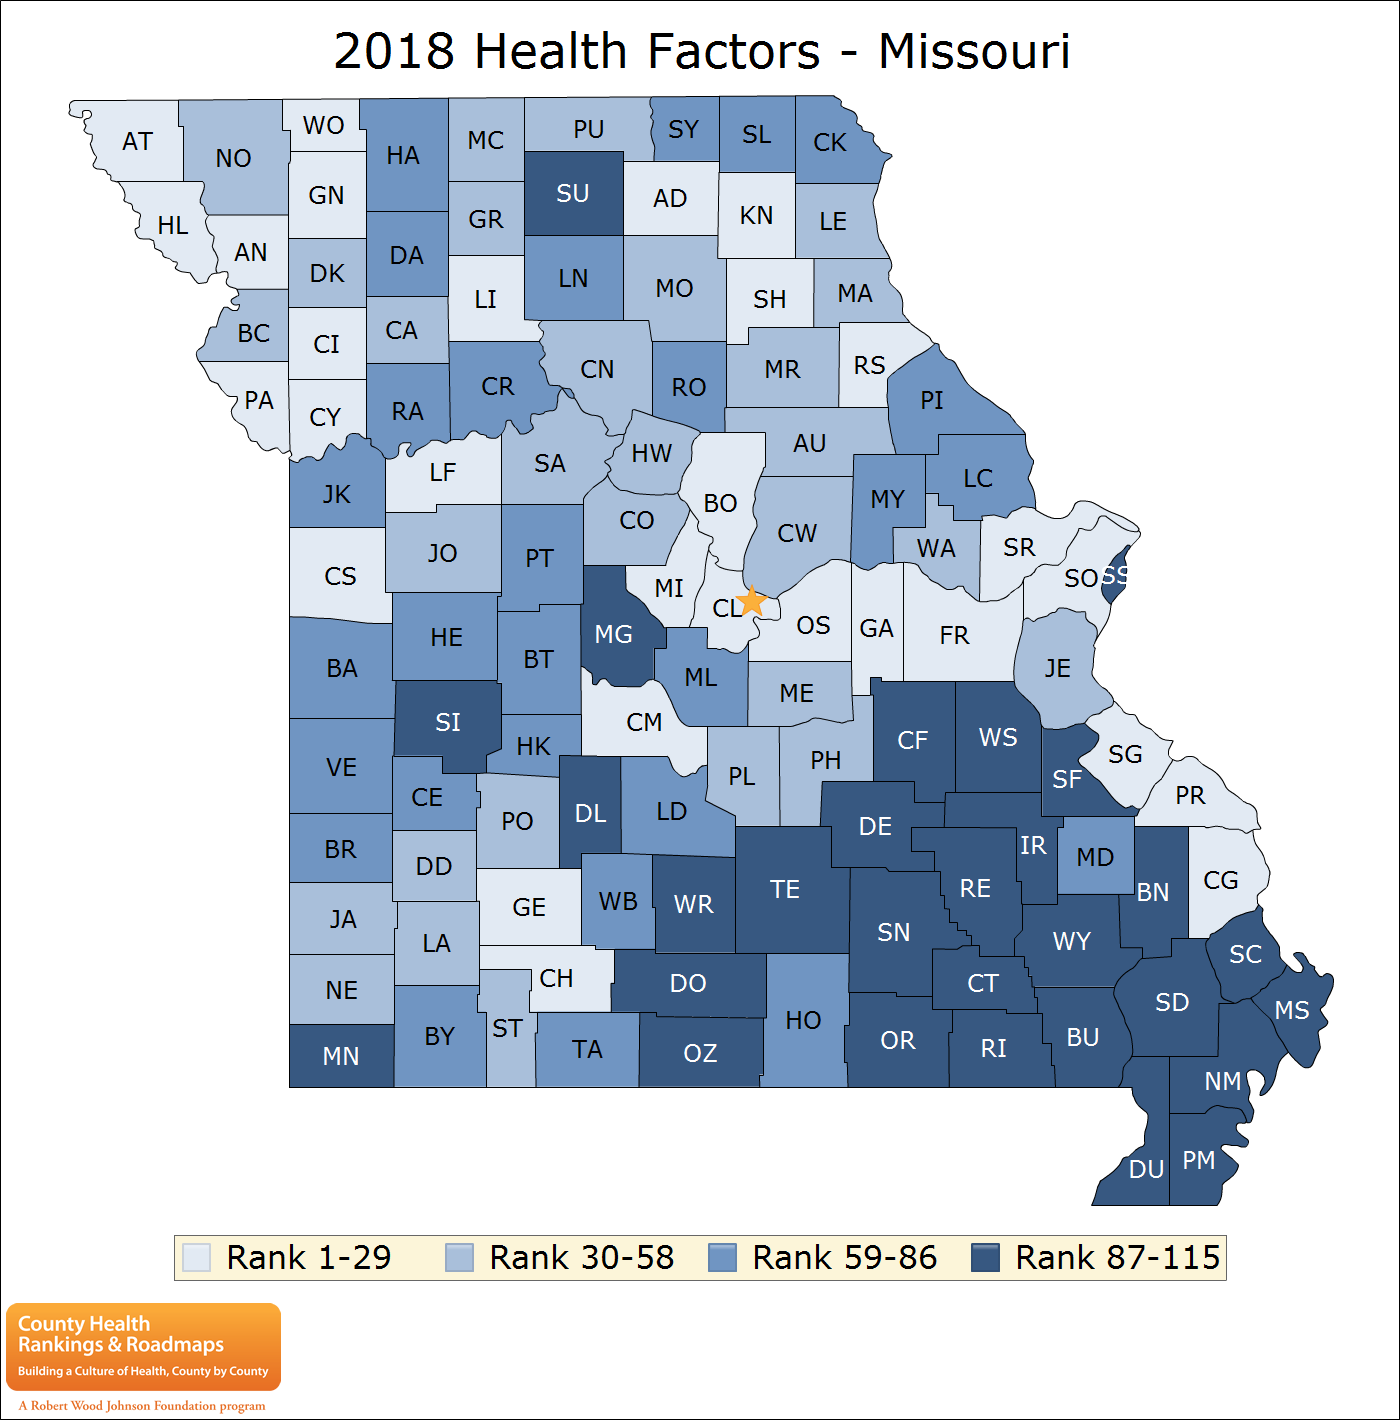 2018 Health Factors - Missouri
AT NO WO HA MC PU SY SL CK
HL AN GN GR SU AD KN LE
DK DA LI LN MO SH MA
BC CI CA CN MR RS
PA CY RA CR RO PI
JK LF SA HW AU LC
CS JO PT CO BO CW MY WA SR
BA HE BT MG MI CL OS GA FR SO SS
VE SI HK CM ML ME JE
CE PO DL LD PL PH CF WS SF SG PR
BR DD DE IR MD CG
JA LA GE WB WR TE RE BN
NE CH DO SN WY SC
MN BY ST TA OZ HO CT SD MS
OR RI BU NM
DU PM
Rank 1-29 Rank 30-58 Rank 59-86 Rank 87-115
County Health
Rankings & Roadmaps
Building a Culture of Health, County by County
A Robert Wood Johnson Foundation program